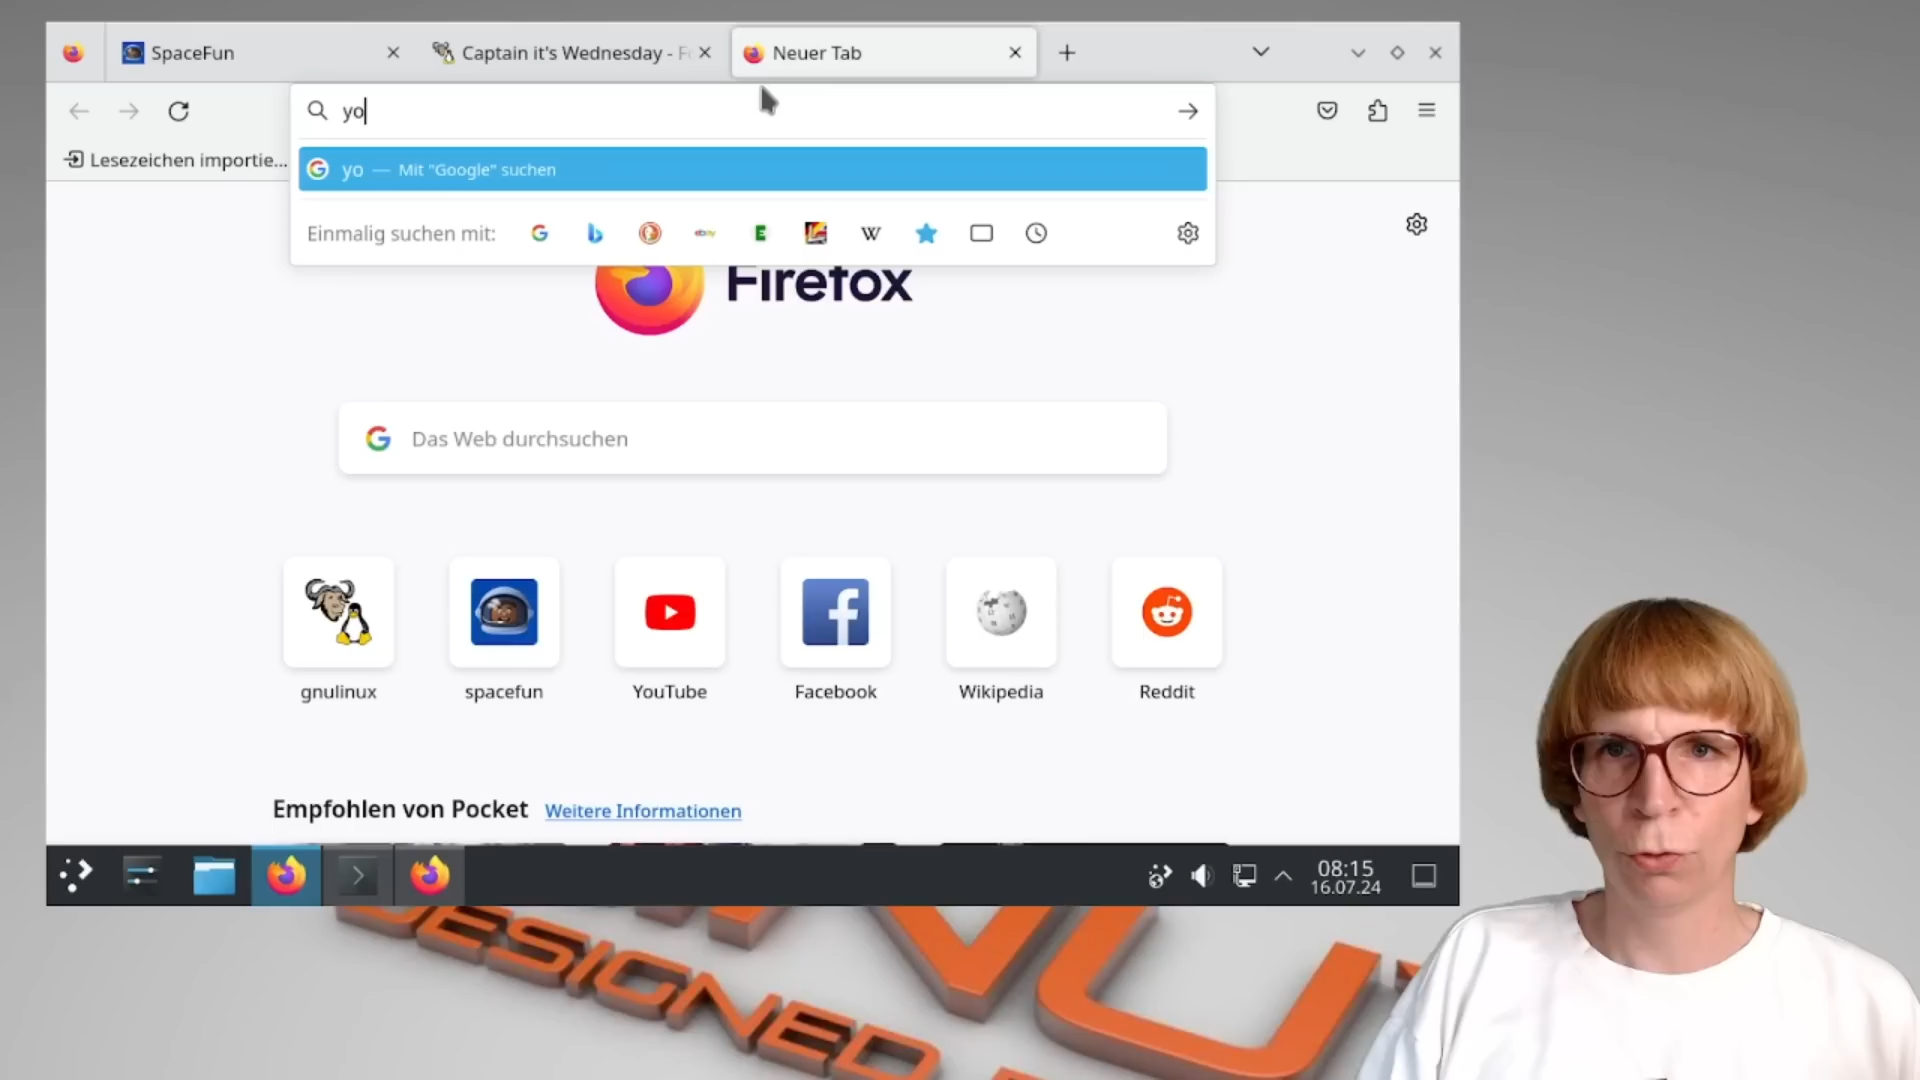 SpaceFun
Captain it's Wednesday - F
Neuer Tab
yo
Lesezeichen importie...
yo — Mit "Google" suchen
Einmalig suchen mit:
Firefox
Das Web durchsuchen
gnulinux
spacefun
YouTube
Facebook
Wikipedia
Reddit
Empfohlen von Pocket Weitere Informationen
08:15
16.07.24
DESIGNED